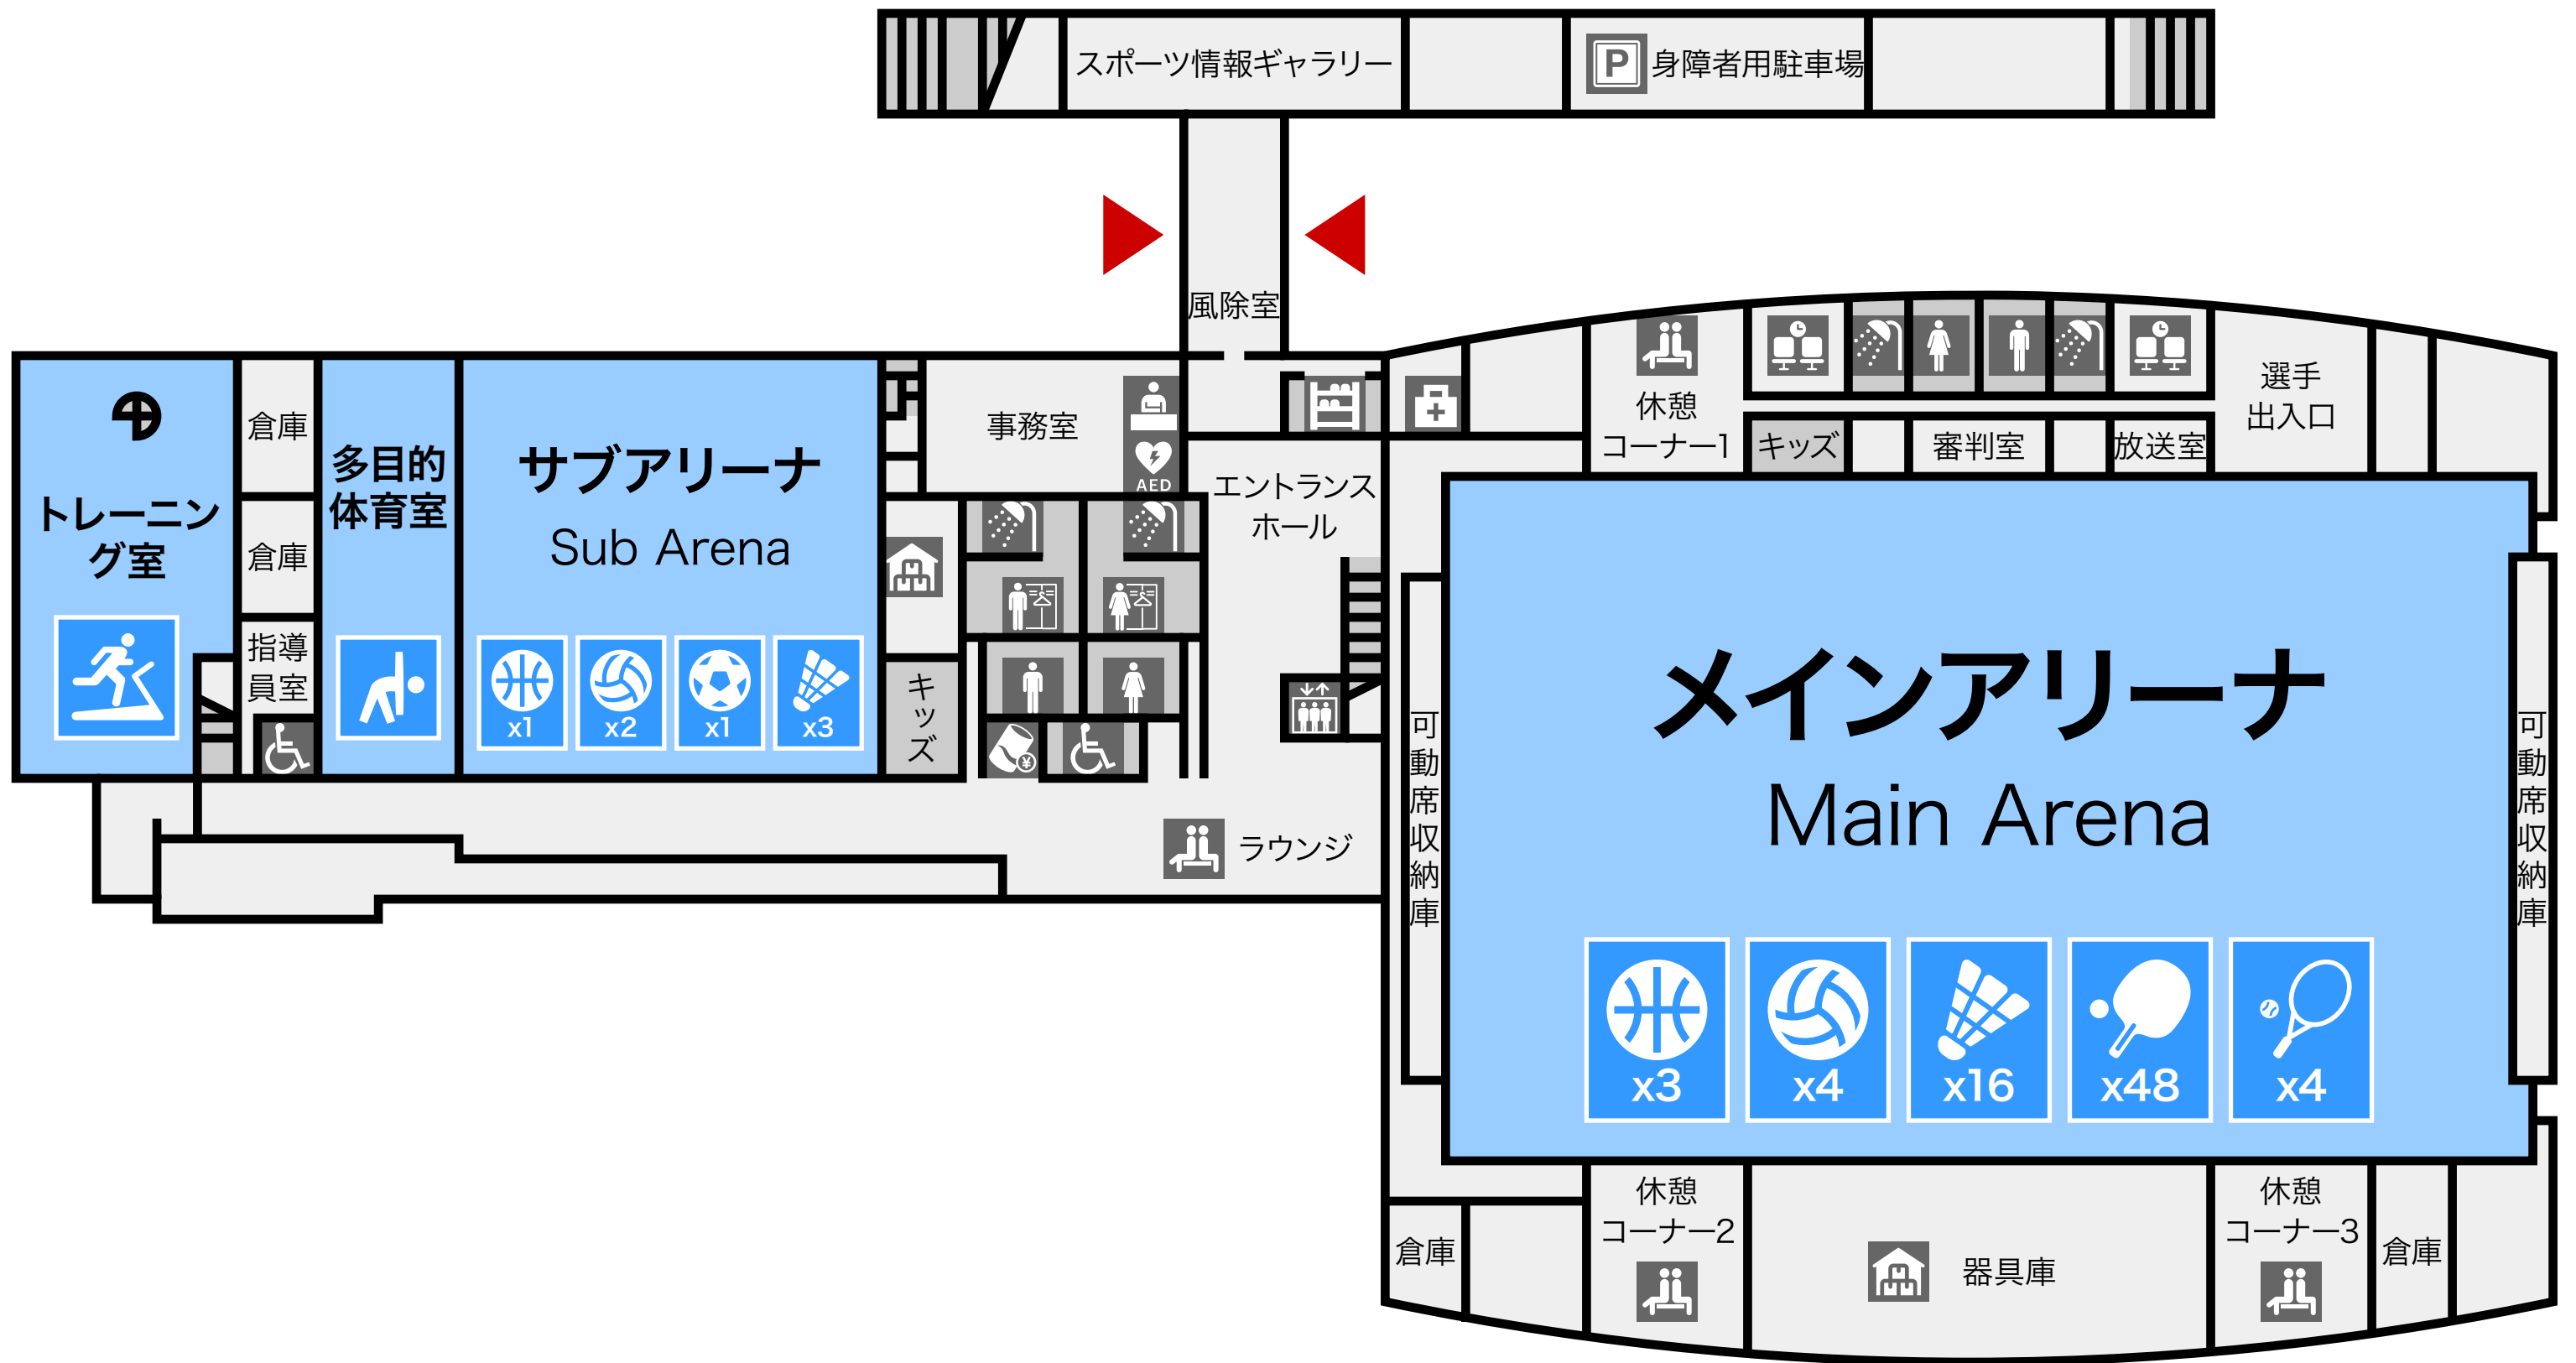 スポーツ情報ギャラリー
P
身障者用駐車場
風除室
休憩
コーナー1
選手
出入口
倉庫
事務室
キッズ
審判室
放送室
多目的
体育室
サブアリーナ
Sub Arena
AED
エントランス
ホール
トレーニン
グ室
倉庫
指導
員室
x1
x2
x1
x3
キッズ
¥
ラウンジ
可動席収納庫
メインアリーナ
Main Arena
可動席収納庫
x3
x4
x16
x48
x4
倉庫
休憩
コーナー2
器具庫
休憩
コーナー3
倉庫